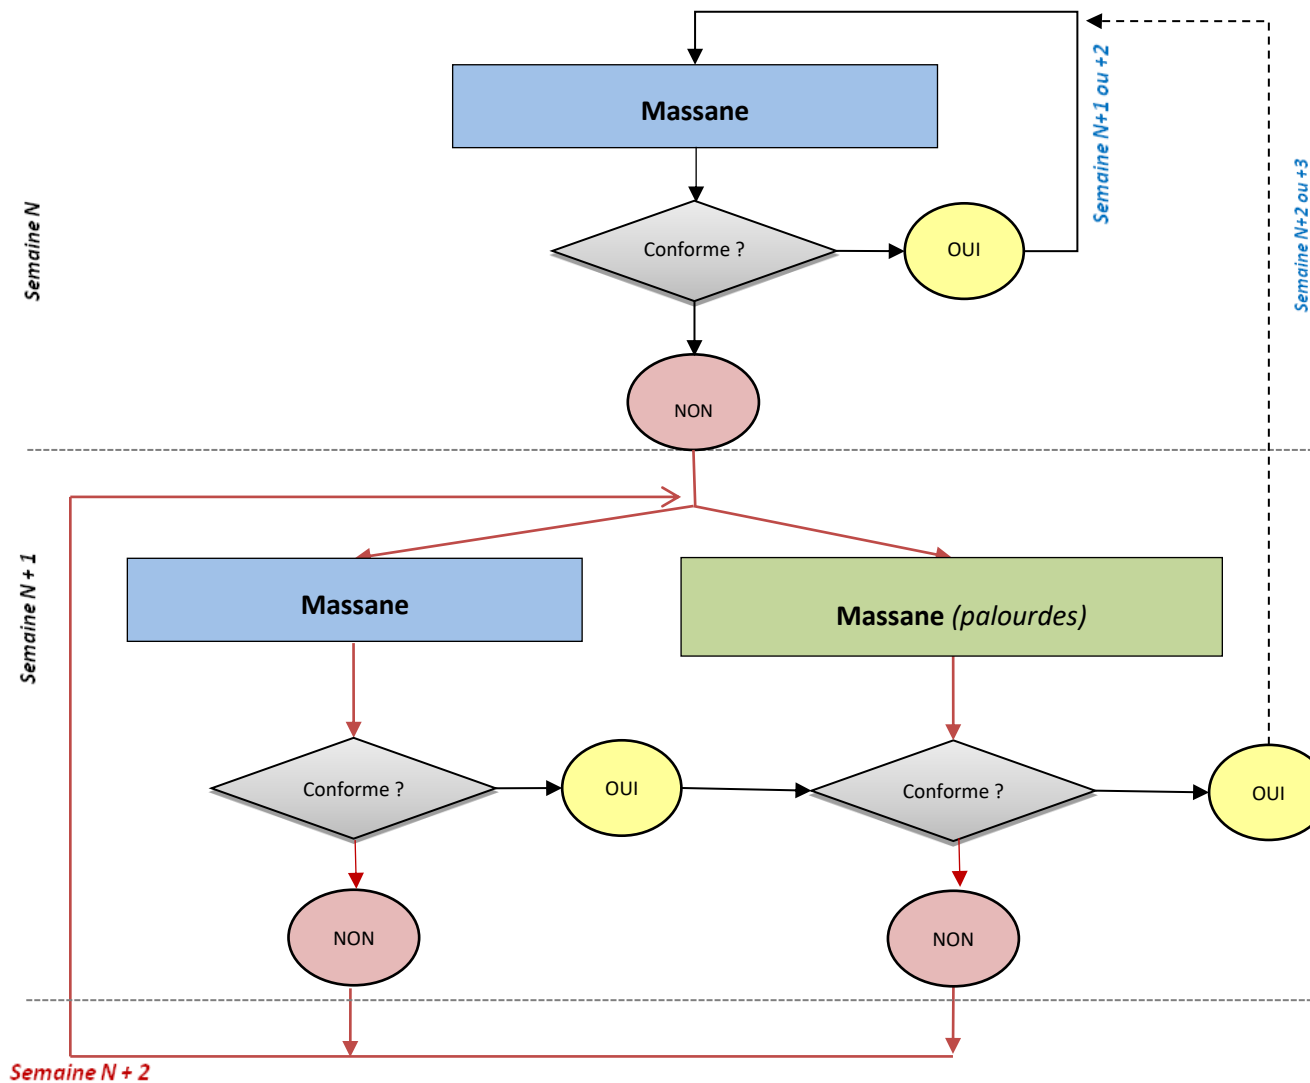 Massane
Semaine N+1 ou +2
Semaine N+2 ou +3
Semaine N
Conforme ?
OUI
NON
Semaine N + 1
Massane
Massane (palourdes)
Conforme ?
OUI
Conforme ?
OUI
NON
NON
Semaine N + 2